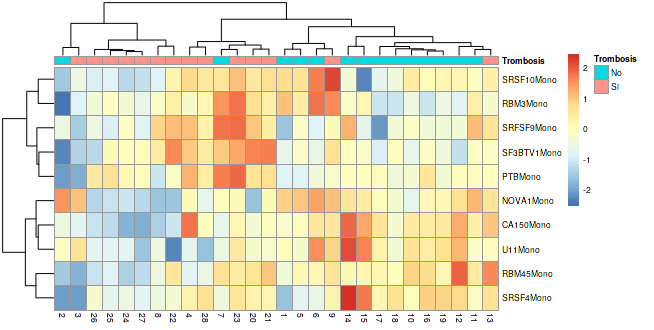 Trombosis
SRSF10Mono
RBM3Mono
SRFSF9Mono
SF3BTV1Mono
PTBMono
NOVA1Mono
CA150Mono
U11Mono
RBM45Mono
SRSF4Mono
2 3 26 25 24 27 8 22 4 28 7 23 20 21 1 5 6 9 14 15 17 18 10 16 19 12 11 13
2
1
0
-1
-2
Trombosis
No
SI